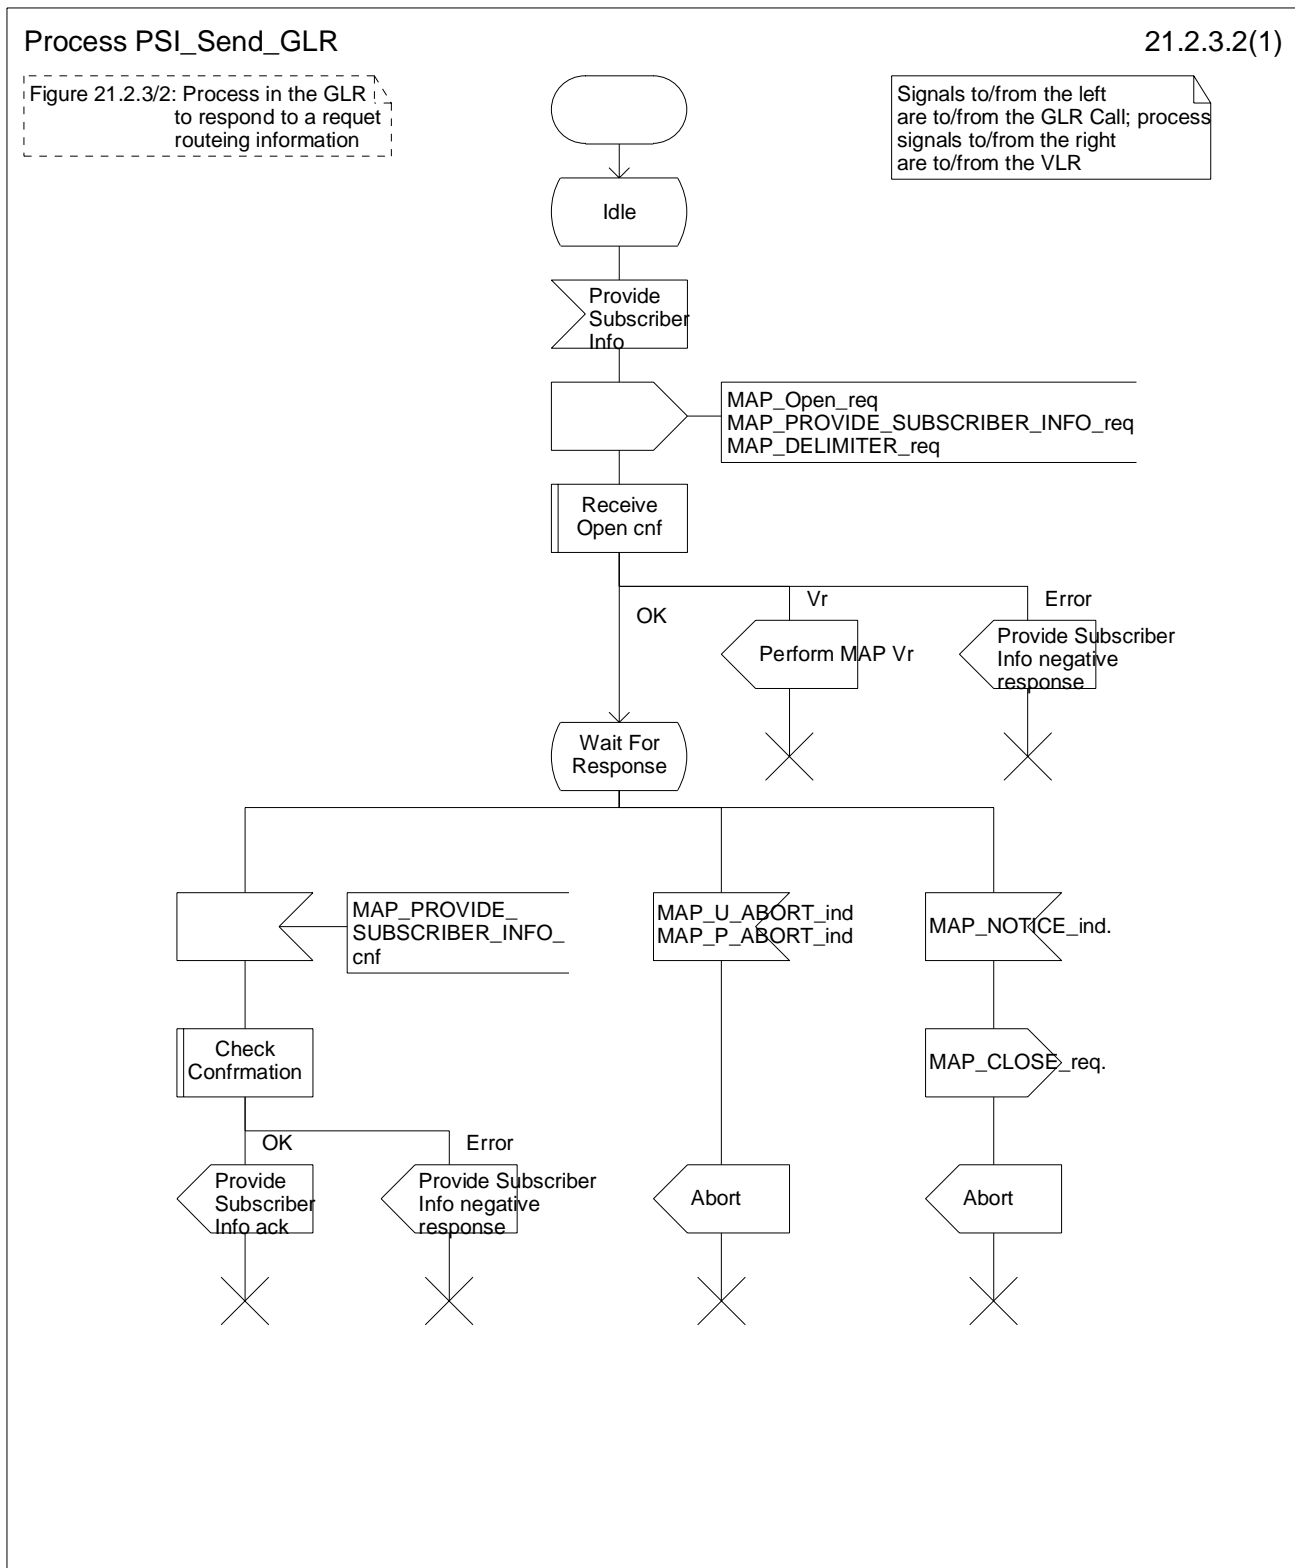 Process PSI_Send_GLR
21.2.3.2(1)
Figure 21.2.3/2: Process in the GLR
to respond to a requet
routeing information
Signals to/from the left
are to/from the GLR Call; process
signals to/from the right
are to/from the VLR
Idle
Provide
Subscriber
Info
MAP_Open_req
MAP_PROVIDE_SUBSCRIBER_INFO_req
MAP_DELIMITER_req
Receive
Open cnf
OK
Vr
Error
Perform MAP Vr
Provide Subscriber
Info negative
response
Wait For
Response
MAP_PROVIDE_
SUBSCRIBER_INFO_
cnf
MAP_U_ABORT_ind
MAP_P_ABORT_ind
MAP_NOTICE_ind.
Check
Confrmation
MAP_CLOSE_req.
OK
Error
Provide
Subscriber
Info ack
Provide Subscriber
Info negative
response
Abort
Abort